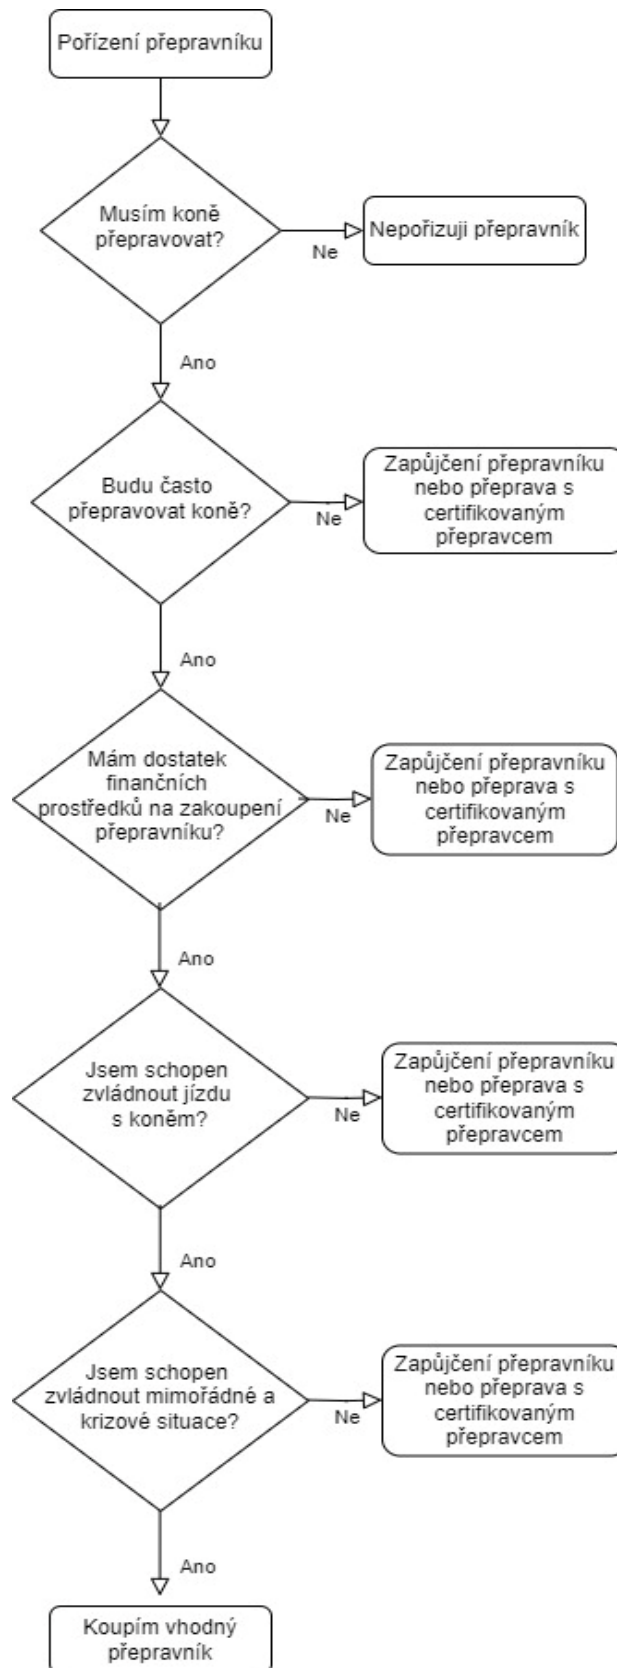 Pořízení přepravníku
Musím koně
přepravovat?
Ne
Nepořizuji přepravník
Ano
Budu často
přepravovat koně?
Ne
Zapůjčení přepravníku
nebo přeprava s
certifikovaným
přepravcem
Ano
Mám dostatek
finančních
prostředků na zakoupení
přepravníku?
Ne
Zapůjčení přepravníku
nebo přeprava s
certifikovaným
přepravcem
Ano
Jsem schopen
zvládnout jízdu
s koněm?
Ne
Zapůjčení přepravníku
nebo přeprava s
certifikovaným
přepravcem
Ano
Jsem schopen
zvládnout mimořádné a
krizové situace?
Ne
Zapůjčení přepravníku
nebo přeprava s
certifikovaným
přepravcem
Ano
Koupím vhodný
přepravník